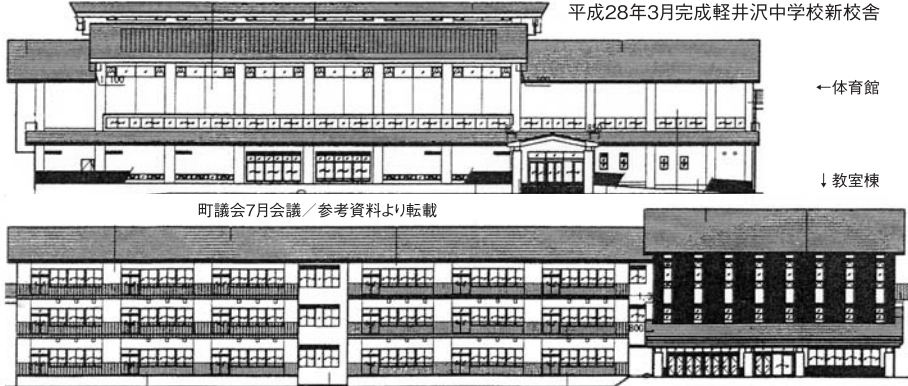 平成28年3月完成軽井沢中学校新校舎
←体育館
↓教室棟
町議会7月会議／参考資料より転載